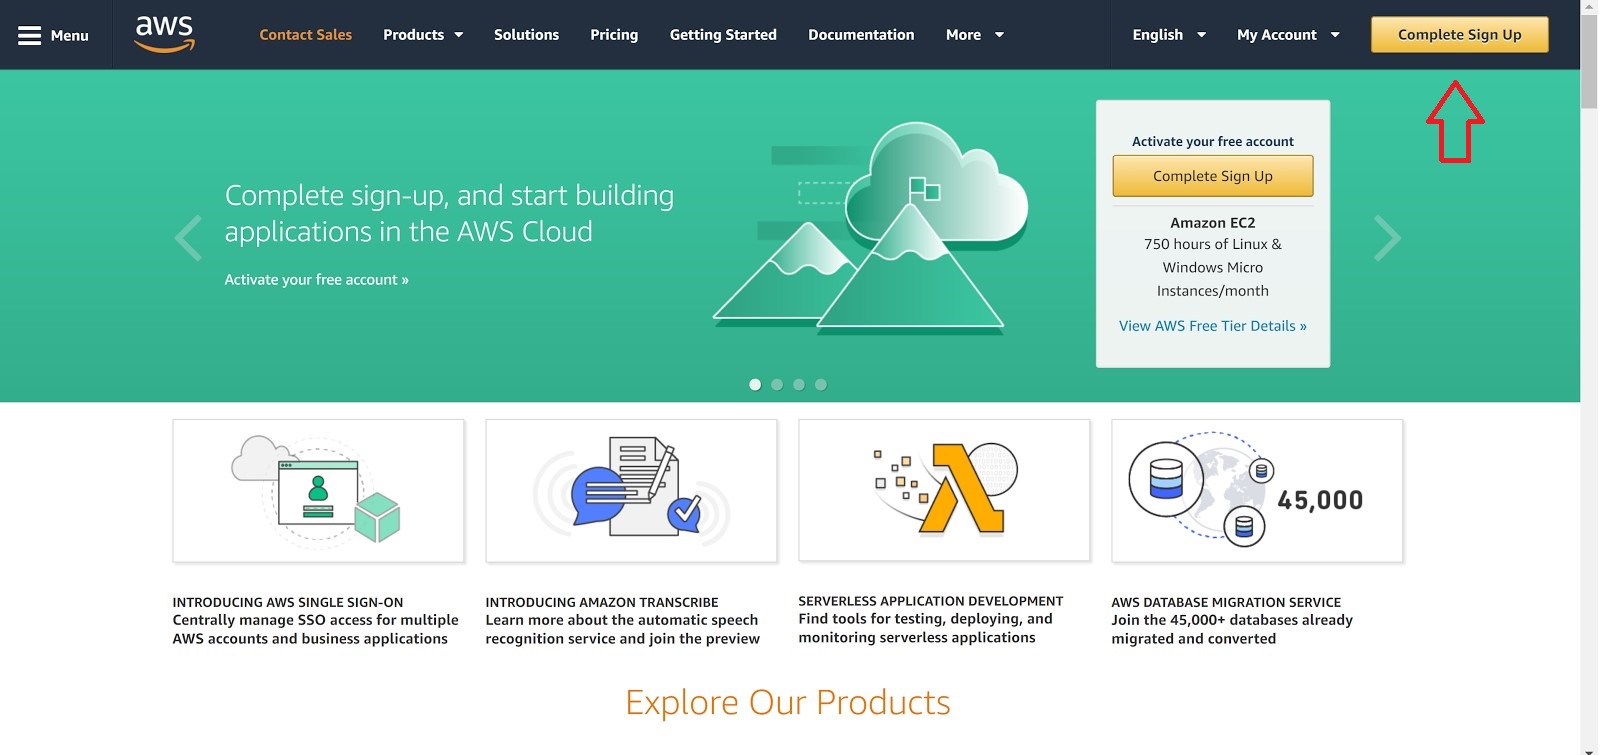 Menu
aws
Contact Sales
Products
Solutions
Pricing
Getting Started
Documentation
More
English
My Account
Complete Sign Up
Complete sign-up, and start building
applications in the AWS Cloud
Activate your free account »
Activate your free account
Complete Sign Up
Amazon EC2
750 hours of Linux &
Windows Micro
Instances/month
View AWS Free Tier Details »
45,000
INTRODUCING AWS SINGLE SIGN-ON
Centrally manage SSO access for multiple
AWS accounts and business applications
INTRODUCING AMAZON TRANSCRIBE
Learn more about the automatic speech
recognition service and join the preview
SERVERLESS APPLICATION DEVELOPMENT
Find tools for testing, deploying, and
monitoring serverless applications
AWS DATABASE MIGRATION SERVICE
Join the 45,000+ databases already
migrated and converted
Explore Our Products